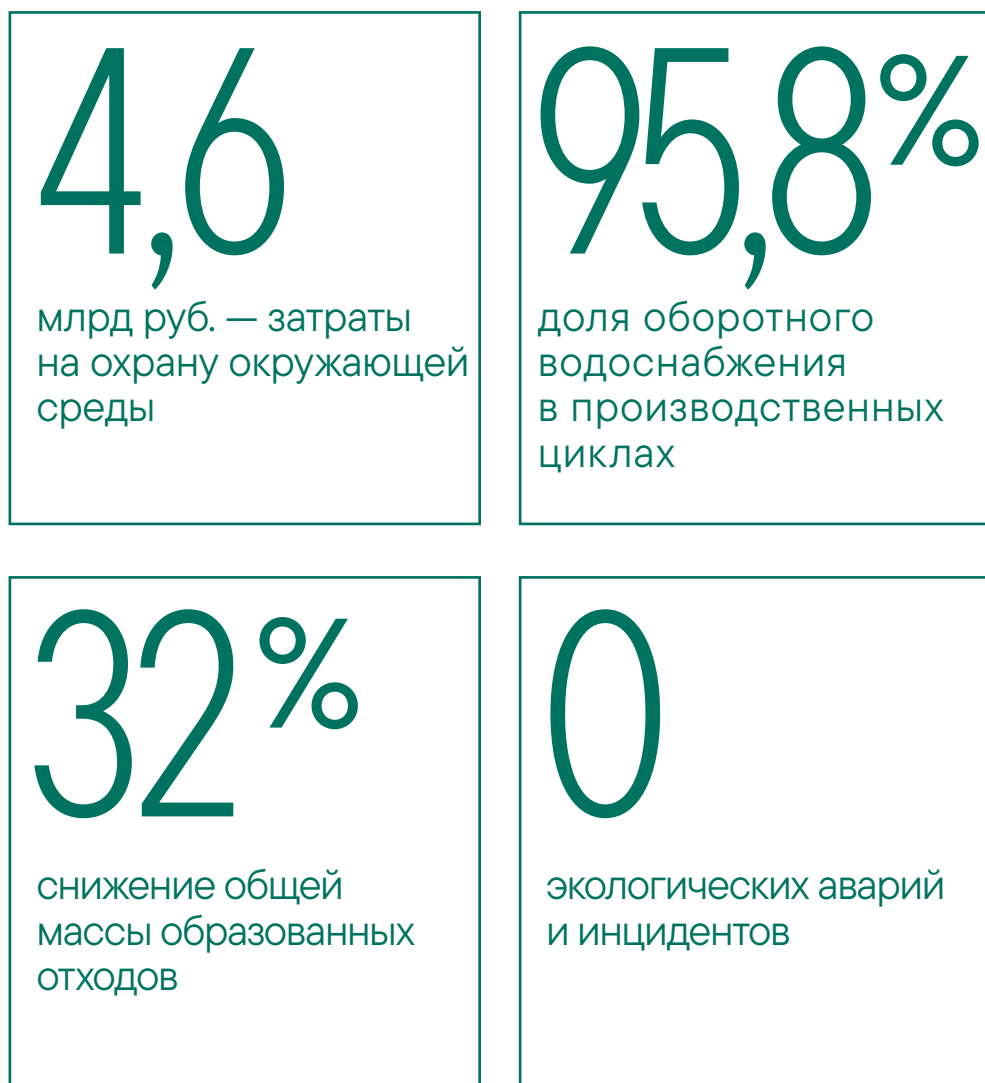 4,6
млрд руб. — затраты
на охрану окружающей
среды
95,8%
доля оборотного
водоснабжения
в производственных
циклах
32%
снижение общей
массы образованных
отходов
0
экологических аварий
и инцидентов